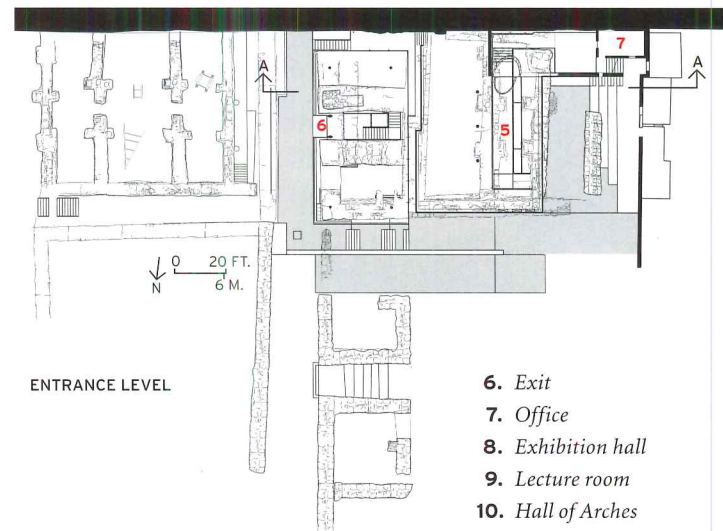 7
A
A
6
5
0 20 FT.
6 M.
N
ENTRANCE LEVEL
6. Exit
7. Office
8. Exhibition hall
9. Lecture room
10. Hall of Arches